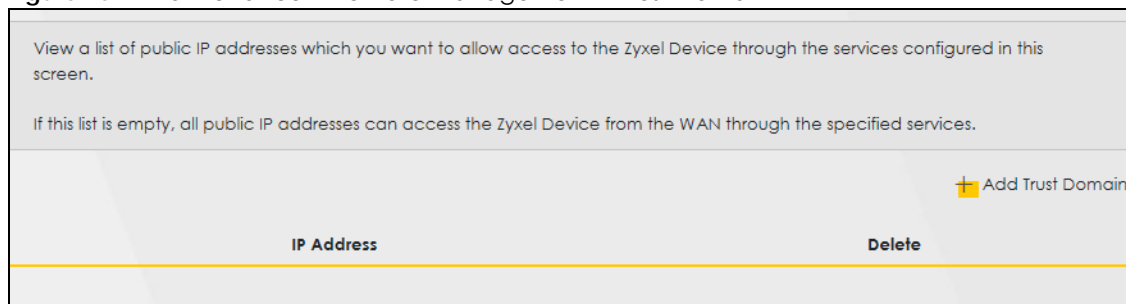 View a list of public IP addresses which you want to allow access to the Zyxel Device through the services configured in this
screen.
If this list is empty, all public IP addresses can access the Zyxel Device from the WAN through the specified services.
Add Trust Domain
IP Address Delete